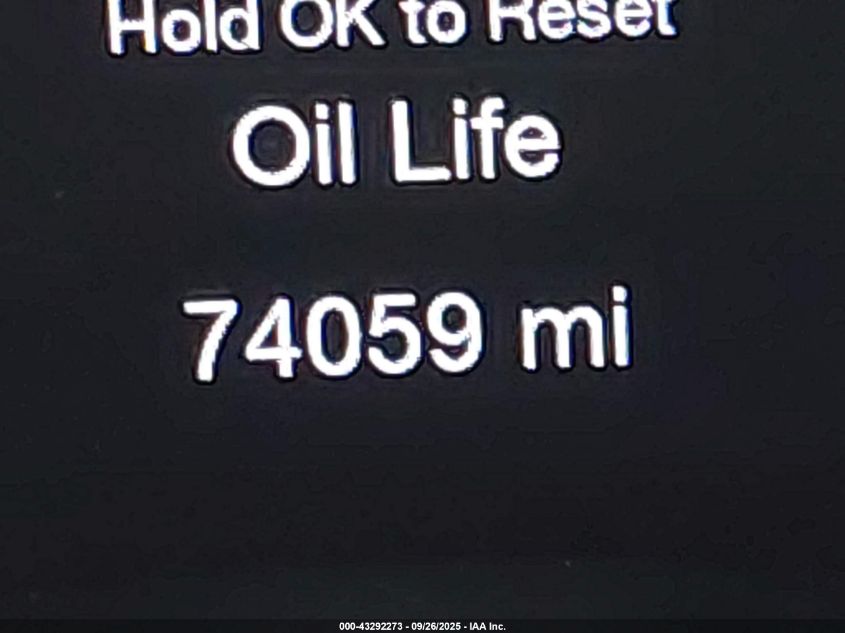 Hold OK to Reset
Oil Life
74059 mi
000-43292273 - 09/26/2025 - IAA Inc.